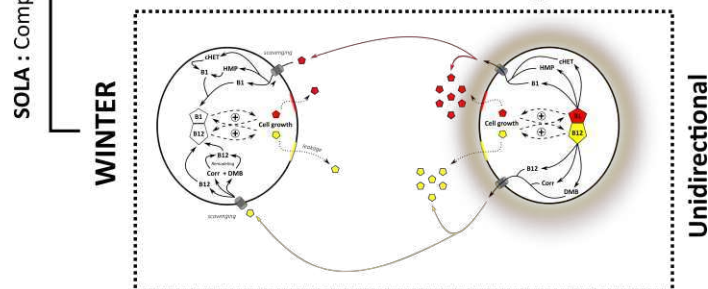 SOLA : Comp
WINTER
Unidirectional
scavenging
cHET
HMP
B1
B1
B1
B12
Cell growth
leakage
B12
Remodeling
Corr + DMB
B12
scavenging
cHET
HMP
B1
B1
B12
Cell growth
B12
Corr
DMB